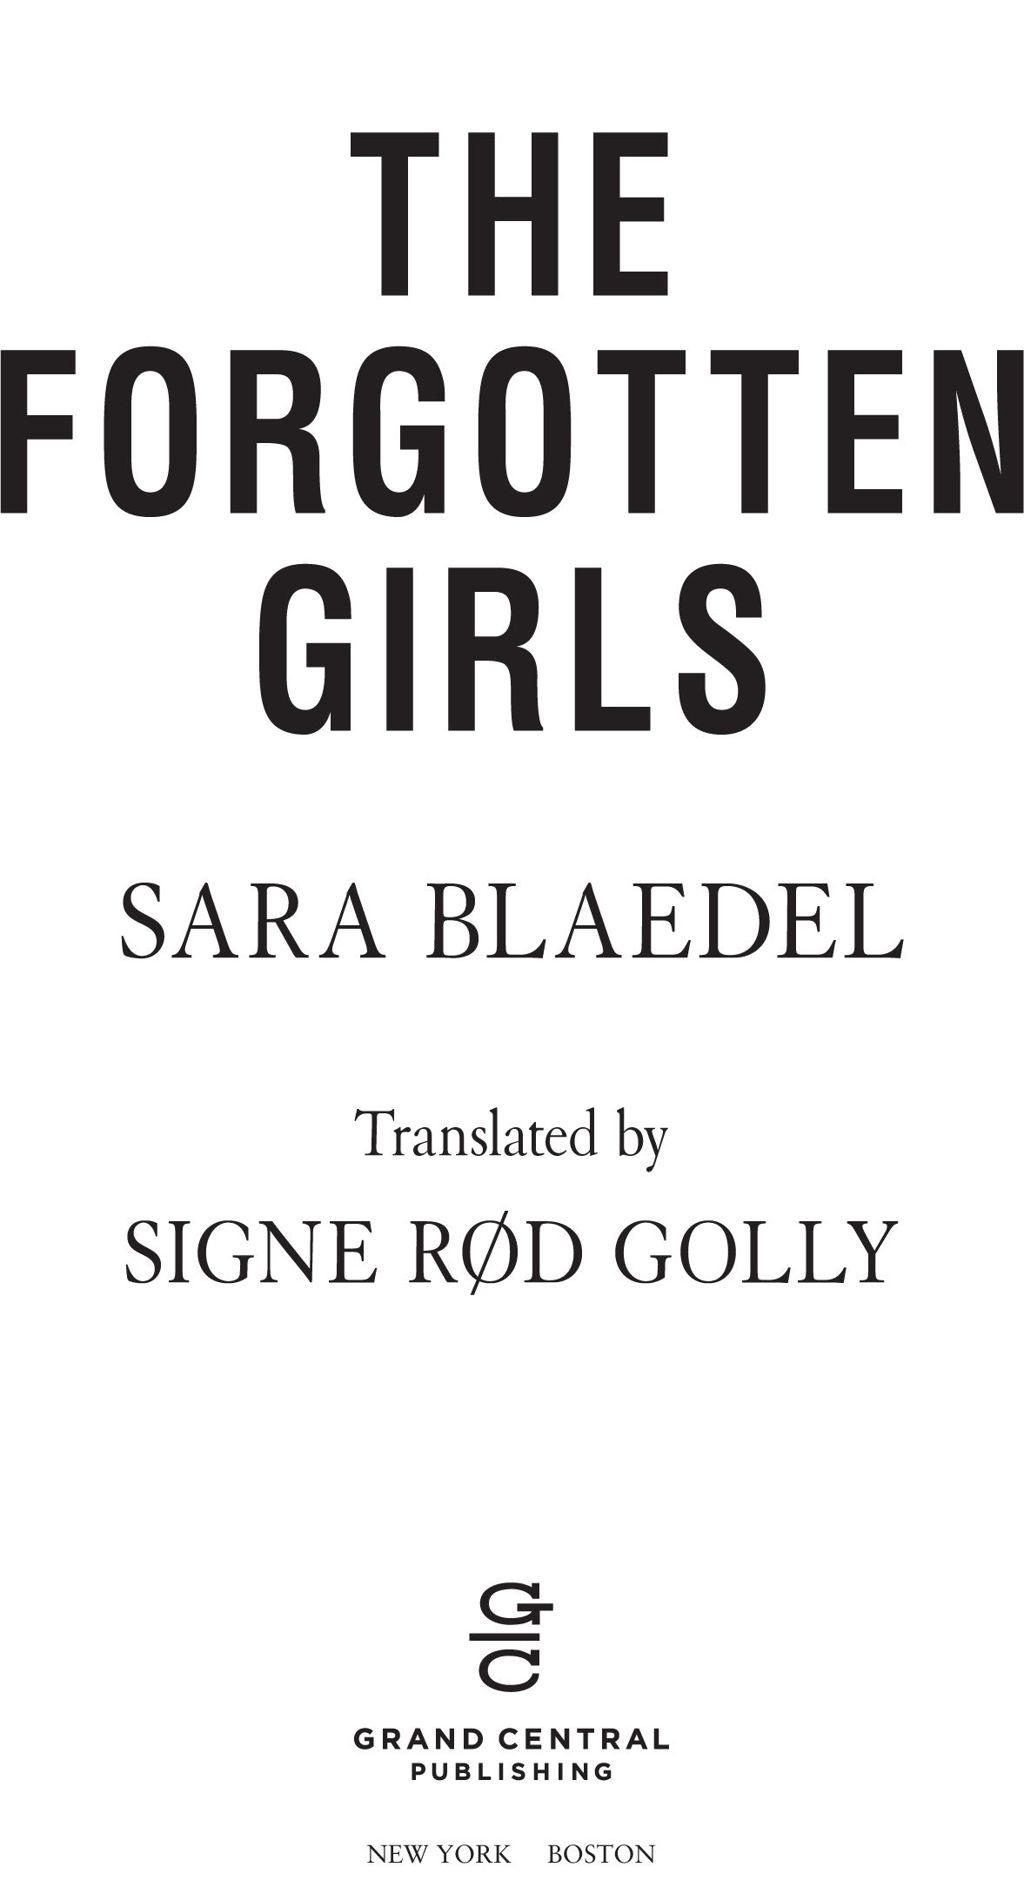 THE
FORGOTTEN
GIRLS
SARA BLAEDEL
Translated by
SIGNE RØD GOLLY
GRAND CENTRAL
PUBLISHING
NEW YORK BOSTON